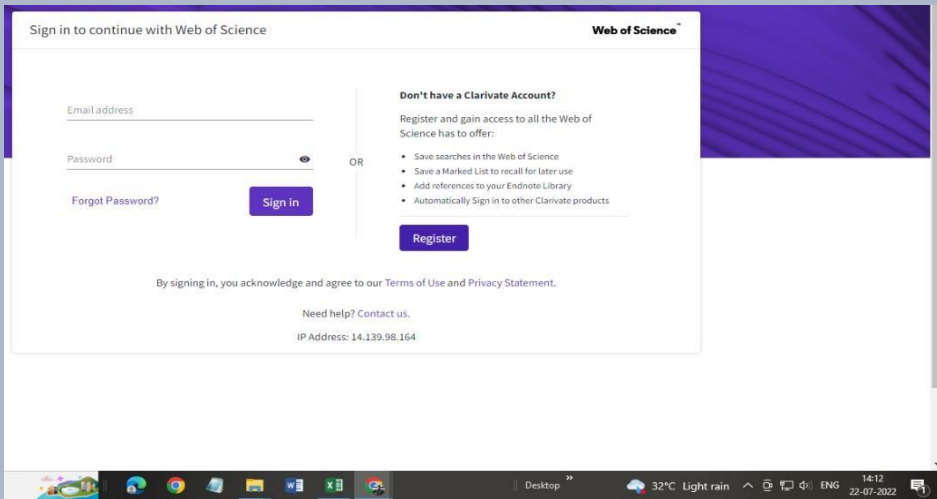 Sign in to continue with Web of Science
Web of Science™
Email address
Password
Forgot Password?
Sign in
OR
Don't have a Clarivate Account?
Register and gain access to all the Web of
Science has to offer:
• Save searches in the Web of Science
• Save a Marked List to recall for later use
• Add references to your Endnote Library
• Automatically Sign in to other Clarivate products
Register
By signing in, you acknowledge and agree to our Terms of Use and Privacy Statement.
Need help? Contact us.
IP Address: 14.139.98.164
Desktop
32°C Light rain
ENG
14:12
22-07-2022
1